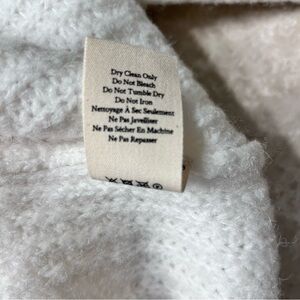 Dry Clean Only
Do Not Bleach
Do Not Tumble Dry
Do Not Iron
Nettoyage À Sec Seulement
Ne Pas Javelliser
Ne Pas Sécher En Machine
Ne Pas Repasser